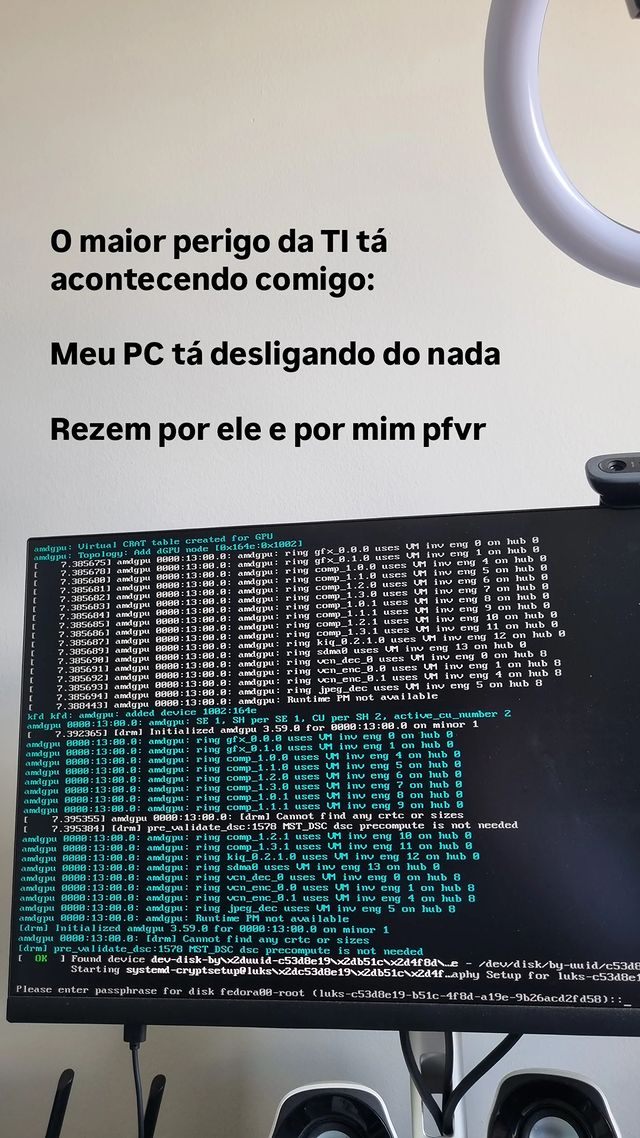 O maior perigo da TI tá
acontecendo comigo:
Meu PC tá desligando do nada
Rezem por ele e por mim pfvr
amdgpu: Virtual CRAT table created for GPU
amdgpu: Topology: Add dGPU node [0x164e:0x1002]
[    7.385675] amdgpu 0000:13:00.0: amdgpu: ring gfx_0.0.0 uses VM inv eng 0 on hub 0
[    7.385678] amdgpu 0000:13:00.0: amdgpu: ring gfx_0.1.0 uses VM inv eng 1 on hub 0
[    7.385680] amdgpu 0000:13:00.0: amdgpu: ring comp_1.0.0 uses VM inv eng 4 on hub 0
[    7.385681] amdgpu 0000:13:00.0: amdgpu: ring comp_1.1.0 uses VM inv eng 5 on hub 0
[    7.385682] amdgpu 0000:13:00.0: amdgpu: ring comp_1.2.0 uses VM inv eng 6 on hub 0
[    7.385683] amdgpu 0000:13:00.0: amdgpu: ring comp_1.3.0 uses VM inv eng 7 on hub 0
[    7.385684] amdgpu 0000:13:00.0: amdgpu: ring comp_1.0.1 uses VM inv eng 8 on hub 0
[    7.385685] amdgpu 0000:13:00.0: amdgpu: ring comp_1.1.1 uses VM inv eng 9 on hub 0
[    7.385686] amdgpu 0000:13:00.0: amdgpu: ring comp_1.2.1 uses VM inv eng 10 on hub 0
[    7.385687] amdgpu 0000:13:00.0: amdgpu: ring comp_1.3.1 uses VM inv eng 11 on hub 0
[    7.385689] amdgpu 0000:13:00.0: amdgpu: ring kiq_0.2.1.0 uses VM inv eng 12 on hub 0
[    7.385690] amdgpu 0000:13:00.0: amdgpu: ring sdma0 uses VM inv eng 13 on hub 0
[    7.385691] amdgpu 0000:13:00.0: amdgpu: ring vcn_dec_0 uses VM inv eng 0 on hub 8
[    7.385692] amdgpu 0000:13:00.0: amdgpu: ring vcn_enc_0.0 uses VM inv eng 1 on hub 8
[    7.385693] amdgpu 0000:13:00.0: amdgpu: ring vcn_enc_0.1 uses VM inv eng 4 on hub 8
[    7.385694] amdgpu 0000:13:00.0: amdgpu: ring jpeg_dec uses VM inv eng 5 on hub 8
[    7.388443] amdgpu 0000:13:00.0: amdgpu: Runtime PM not available
kfd kfd: amdgpu: added device 1002:164e
amdgpu 0000:13:00.0: amdgpu: SE 1, SH per SE 1, CU per SH 2, active_cu_number 2
[    7.392365] [drm] Initialized amdgpu 3.59.0 for 0000:13:00.0 on minor 1
amdgpu 0000:13:00.0: amdgpu: ring gfx_0.0.0 uses VM inv eng 0 on hub 0
amdgpu 0000:13:00.0: amdgpu: ring gfx_0.1.0 uses VM inv eng 1 on hub 0
amdgpu 0000:13:00.0: amdgpu: ring comp_1.0.0 uses VM inv eng 4 on hub 0
amdgpu 0000:13:00.0: amdgpu: ring comp_1.1.0 uses VM inv eng 5 on hub 0
amdgpu 0000:13:00.0: amdgpu: ring comp_1.2.0 uses VM inv eng 6 on hub 0
amdgpu 0000:13:00.0: amdgpu: ring comp_1.3.0 uses VM inv eng 7 on hub 0
amdgpu 0000:13:00.0: amdgpu: ring comp_1.0.1 uses VM inv eng 8 on hub 0
amdgpu 0000:13:00.0: amdgpu: ring comp_1.1.1 uses VM inv eng 9 on hub 0
[    7.395355] amdgpu 0000:13:00.0: [drm] Cannot find any crtc or sizes
[    7.395384] [drm] pre_validate_dsc:1578 MST_DSC dsc precompute is not needed
amdgpu 0000:13:00.0: amdgpu: ring comp_1.2.1 uses VM inv eng 10 on hub 0
amdgpu 0000:13:00.0: amdgpu: ring comp_1.3.1 uses VM inv eng 11 on hub 0
amdgpu 0000:13:00.0: amdgpu: ring kiq_0.2.1.0 uses VM inv eng 12 on hub 0
amdgpu 0000:13:00.0: amdgpu: ring sdma0 uses VM inv eng 13 on hub 0
amdgpu 0000:13:00.0: amdgpu: ring vcn_dec_0 uses VM inv eng 0 on hub 8
amdgpu 0000:13:00.0: amdgpu: ring vcn_enc_0.0 uses VM inv eng 1 on hub 8
amdgpu 0000:13:00.0: amdgpu: ring vcn_enc_0.1 uses VM inv eng 4 on hub 8
amdgpu 0000:13:00.0: amdgpu: ring jpeg_dec uses VM inv eng 5 on hub 8
amdgpu 0000:13:00.0: amdgpu: Runtime PM not available
[drm] Initialized amdgpu 3.59.0 for 0000:13:00.0 on minor 1
amdgpu 0000:13:00.0: [drm] Cannot find any crtc or sizes
[drm] pre_validate_dsc:1578 MST_DSC dsc precompute is not needed
[  OK  ] Found device dev-disk-by\x2duuid-c53d8e19\x2db51c\x2d4f8d\…e - /dev/disk/by-uuid/c53d8
Starting systemd-cryptsetup@luks\x2dc53d8e19\x2db51c\x2d4f…aphy Setup for luks-c53d8e1
Please enter passphrase for disk fedora00-root (luks-c53d8e19-b51c-4f8d-a19e-9b26acd2fd58)::_